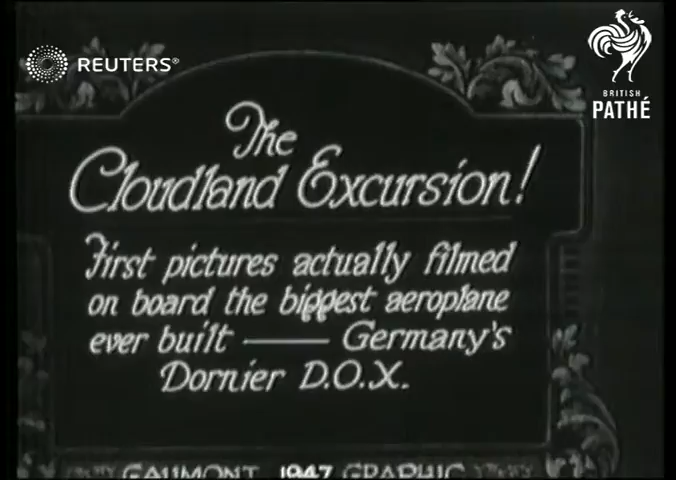 REUTERS®
BRITISH
PATHÉ
The
Cloudland Excursion!
First pictures actually filmed
on board the biggest aeroplane
ever built — Germany's
Dornier D.O.X.
GAUMONT 1947 GRAPHIC